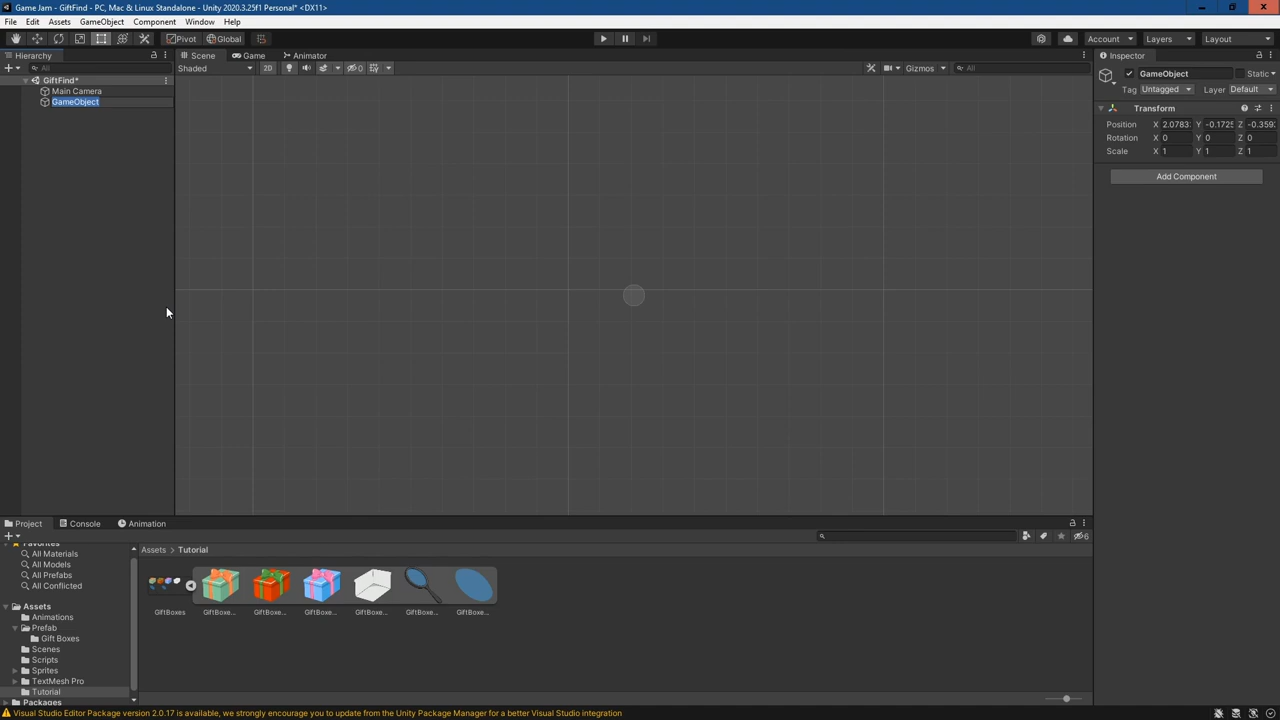 Game Jam - GiftFind - PC, Mac & Linux Standalone - Unity 2020.3.25f1 Personal* <DX11>
File Edit Assets GameObject Component Window Help
Pivot Global Account Layers Layout
Hierarchy Scene Game Animator Inspector
All Shaded 2D 0 Gizmos All GameObject Static
GiftFind*
Main Camera
GameObject
Tag Untagged Layer Default
Transform
Position X 2.0783 Y -0.1725 Z -0.359
Rotation X 0 Y 0 Z 0
Scale X 1 Y 1 Z 1
Add Component
Project Console Animation
6
Favorites
All Materials
All Models
All Prefabs
All Conflicted
Assets
Animations
Prefab
Gift Boxes
Scenes
Scripts
Sprites
TextMesh Pro
Tutorial
Packages
Assets > Tutorial
GiftBoxes GiftBoxe... GiftBoxe... GiftBoxe... GiftBoxe... GiftBoxe... GiftBoxe...
Visual Studio Editor Package version 2.0.17 is available, we strongly encourage you to update from the Unity Package Manager for a better Visual Studio integration